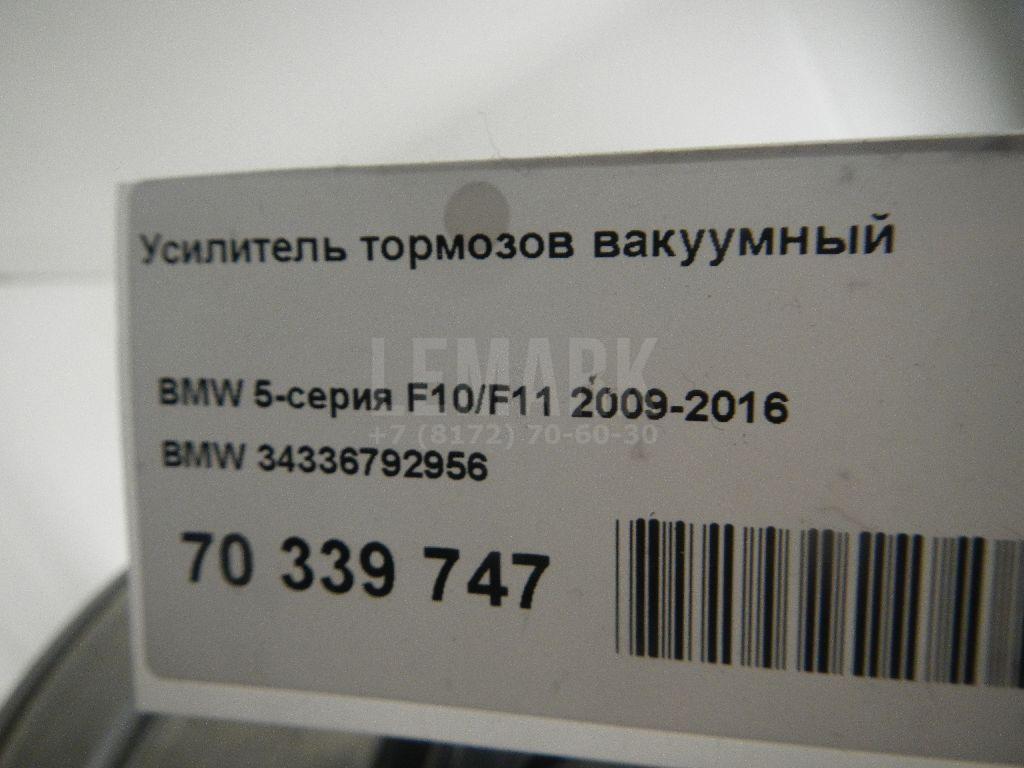 Усилитель тормозов вакуумный
LEMARK
BMW 5-серия F10/F11 2009-2016
+7 (8172) 70-60-30
BMW 34336792956
70 339 747